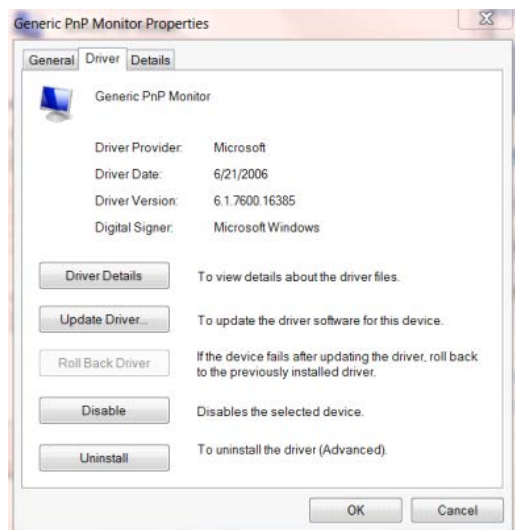 Generic PnP Monitor Properties
General Driver Details
Generic PnP Monitor
Driver Provider: Microsoft
Driver Date: 6/21/2006
Driver Version: 6.1.7600.16385
Digital Signer: Microsoft Windows
Driver Details To view details about the driver files.
Update Driver... To update the driver software for this device.
Roll Back Driver If the device fails after updating the driver, roll back
to the previously installed driver.
Disable Disables the selected device.
Uninstall To uninstall the driver (Advanced).
OK Cancel